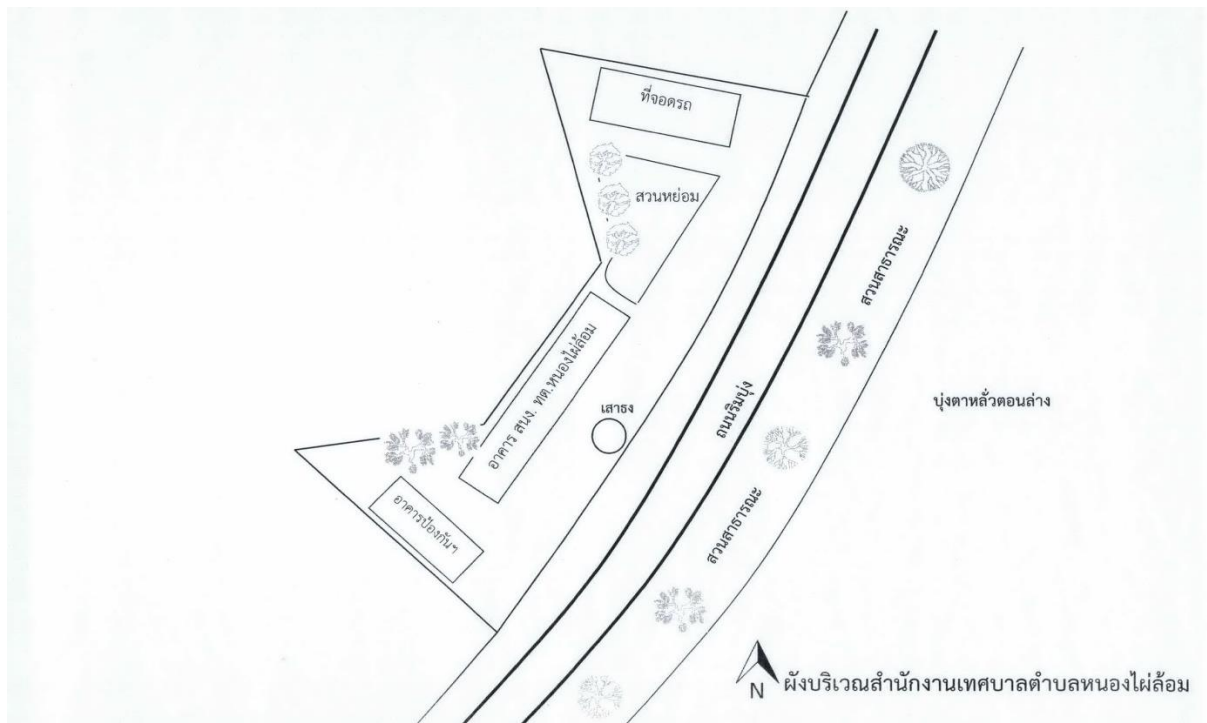 ที่จอดรถ
สวนหย่อม
สวนสาธารณะ
อาคาร สนง. ทต.หนองไผ่ล้อม
เสาธง
ถนนริมบุ่ง
บุ่งตาหลั่วตอนล่าง
อาคารป้องกันฯ
สวนสาธารณะ
N
ผังบริเวณสำนักงานเทศบาลตำบลหนองไผ่ล้อม